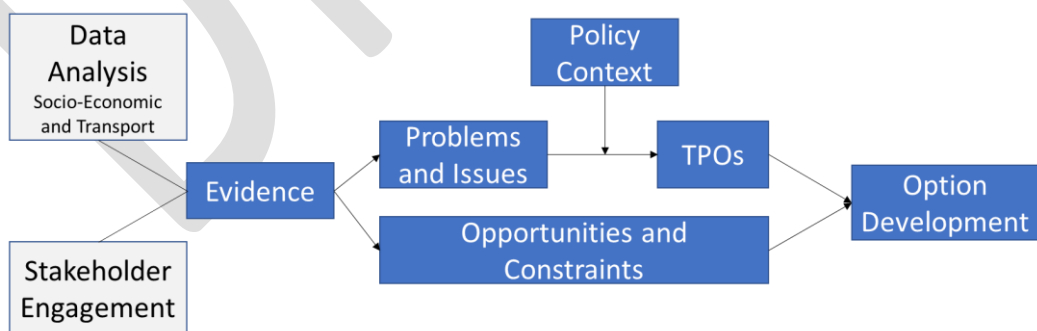 Data
Analysis
Socio-Economic
and Transport
Stakeholder
Engagement
Evidence
Problems
and Issues
Opportunities and
Constraints
Policy
Context
TPOs
Option
Development